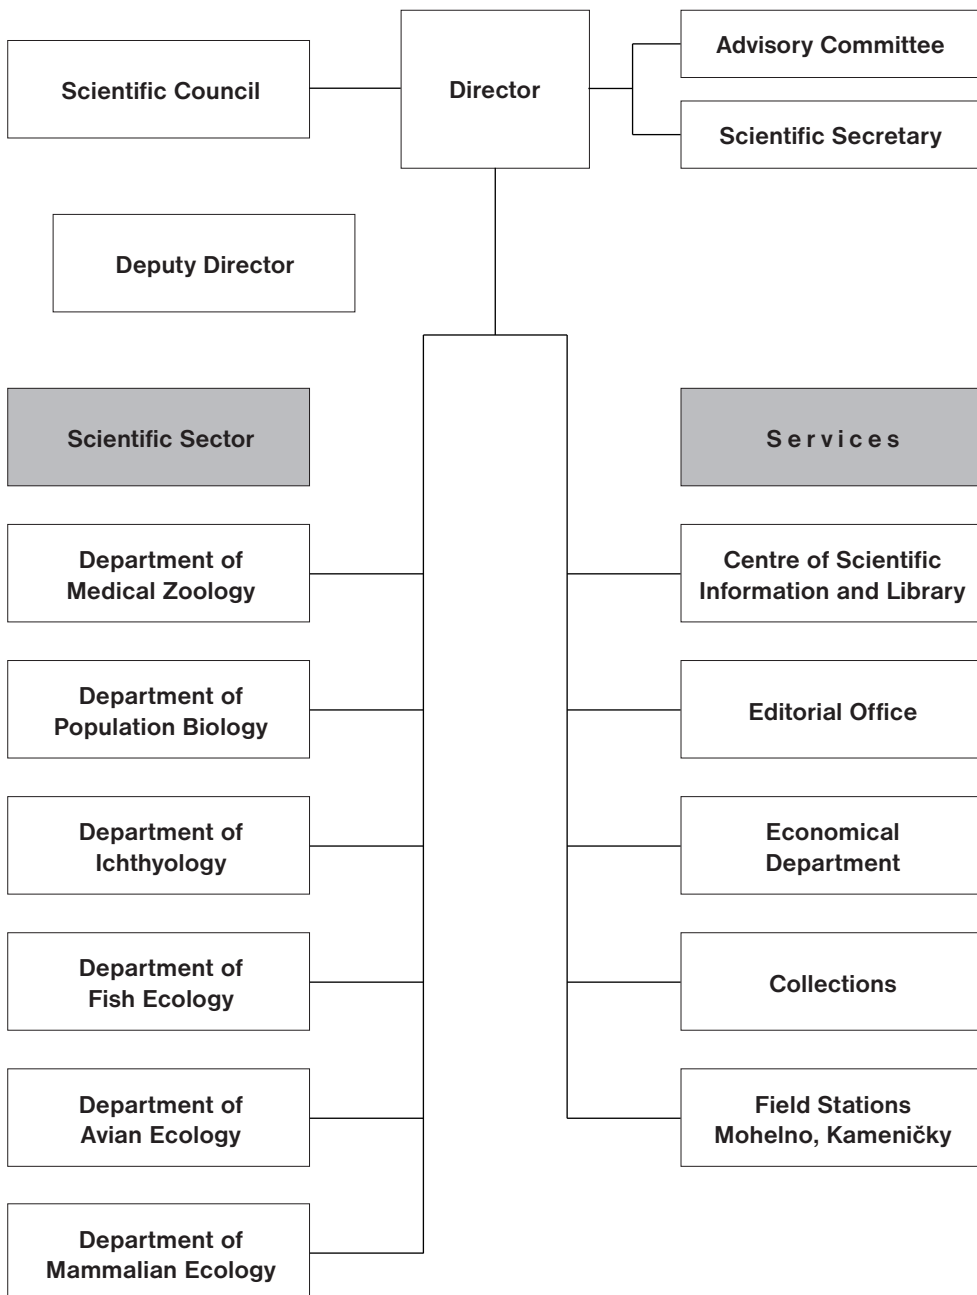 Scientific Council
Director
Advisory Committee
Scientific Secretary
Deputy Director
Scientific Sector
Services
Department of
Medical Zoology
Centre of Scientific
Information and Library
Department of
Population Biology
Editorial Office
Department of
Ichthyology
Economical
Department
Department of
Fish Ecology
Collections
Department of
Avian Ecology
Field Stations
Mohelno, Kameničky
Department of
Mammalian Ecology